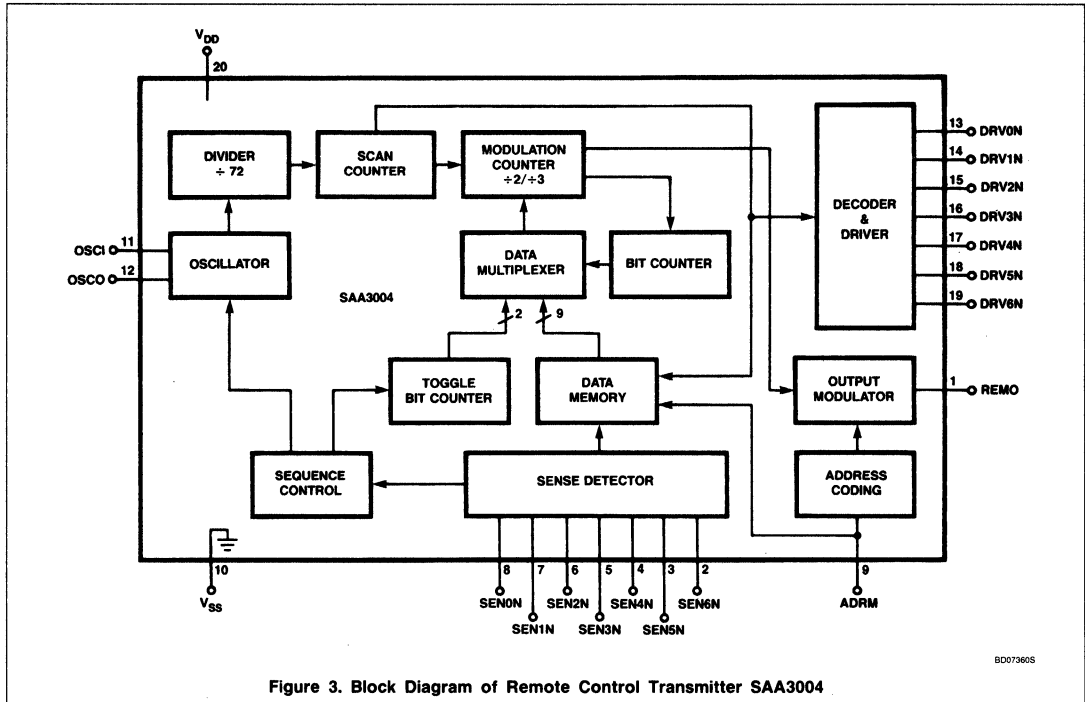 V_DD
20
DIVIDER
÷ 72
SCAN
COUNTER
MODULATION
COUNTER
÷2/÷3
DECODER
&
DRIVER
13
DRV0N
14
DRV1N
15
DRV2N
16
DRV3N
17
DRV4N
18
DRV5N
19
DRV6N
OSCI
11
OSCO
12
OSCILLATOR
SAA3004
DATA
MULTIPLEXER
BIT COUNTER
2
9
TOGGLE
BIT COUNTER
DATA
MEMORY
OUTPUT
MODULATOR
1
REMO
SEQUENCE
CONTROL
SENSE DETECTOR
ADDRESS
CODING
10
V_SS
8
7
6
5
4
3
2
9
SEN0N
SEN2N
SEN4N
SEN6N
ADRM
SEN1N
SEN3N
SEN5N
BD07360S
Figure 3. Block Diagram of Remote Control Transmitter SAA3004